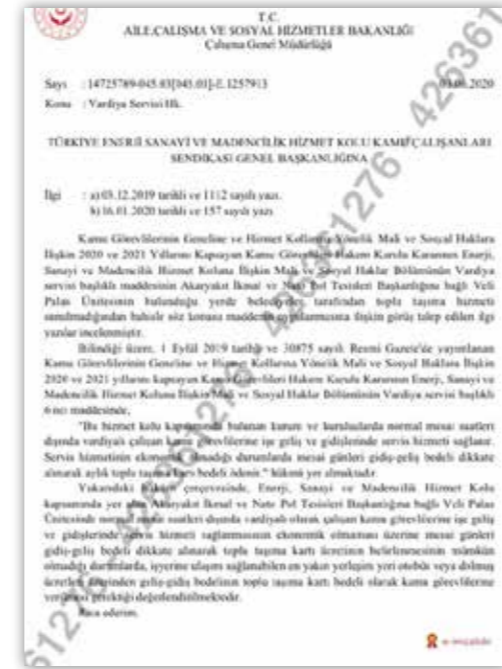 T.C.
AİLE,ÇALIŞMA VE SOSYAL HİZMETLER BAKANLIĞI
Çalışma Genel Müdürlüğü
Sayı : 14725789-045.03[045.03]-E.1257913
03.06.2020
Konu : Vardiya Servisi Hk.
TÜRKİYE ENERJİ SANAYİ VE MADENCİLİK HİZMET KOLU KAMU ÇALIŞANLARI
SENDİKASI GENEL BAŞKANLIĞINA
İlgi : a) 03.12.2019 tarihli ve 1112 sayılı yazı.
b) 16.01.2020 tarihli ve 157 sayılı yazı
Kamu Görevlilerinin Geneline ve Hizmet Kollarına Yönelik Mali ve Sosyal Haklara
İlişkin 2020 ve 2021 Yıllarını Kapsayan Kamu Görevlileri Hakem Kurulu Kararının Enerji,
Sanayi ve Madencilik Hizmet Koluna İlişkin Mali ve Sosyal Haklar Bölümünün Vardiya
servisi başlıklı maddesinin Akaryakıt İkmal ve Nato Pol Tesisleri Başkanlığına bağlı Veli
Palas Ünitesinin bulunduğu yerde belediyeler tarafından toplu taşıma hizmeti
sunulmadığından bahisle söz konusu maddenin uygulanmasına ilişkin görüş talep edilen ilgi
yazılar incelenmiştir.
Bilindiği üzere, 1 Eylül 2019 tarihli ve 30875 sayılı Resmi Gazete'de yayımlanan
Kamu Görevlilerinin Geneline ve Hizmet Kollarına Yönelik Mali ve Sosyal Haklara İlişkin
2020 ve 2021 yıllarını kapsayan Kamu Görevlileri Hakem Kurulu Kararının Enerji, Sanayi ve
Madencilik Hizmet Koluna İlişkin Mali ve Sosyal Haklar Bölümünün Vardiya servisi başlıklı
6 ncı maddesinde,
"Bu hizmet kolu kapsamında bulunan kurum ve kuruluşlarda normal mesai saatleri
dışında vardiyalı çalışan kamu görevlilerine işe geliş ve gidişlerinde servis hizmeti sağlanır.
Servis hizmetinin ekonomik olmadığı durumlarda mesai günleri gidiş-geliş bedeli dikkate
alınarak aylık toplu taşıma kartı bedeli ödenir." hükmü yer almaktadır.
Yukarıdaki hüküm çerçevesinde, Enerji, Sanayi ve Madencilik Hizmet Kolu
kapsamında yer alan Akaryakıt İkmal ve Nato Pol Tesisleri Başkanlığına bağlı Veli Palas
Ünitesinde normal mesai saatleri dışında vardiyalı olarak çalışan kamu görevlilerine işe geliş
ve gidişlerinde servis hizmeti sağlanmasının ekonomik olmaması üzerine mesai günleri
gidiş-geliş bedeli dikkate alınarak toplu taşıma kartı ücretinin belirlenmesinin mümkün
olmadığı durumlarda, işyerine ulaşımı sağlanabilen en yakın yerleşim yeri otobüs veya dolmuş
ücretleri üzerinden geliş-gidiş bedelinin toplu taşıma kartı bedeli olarak kamu görevlilerine
verilmesi gerektiği değerlendirilmektedir.
Rica ederim.
e-imzalıdır